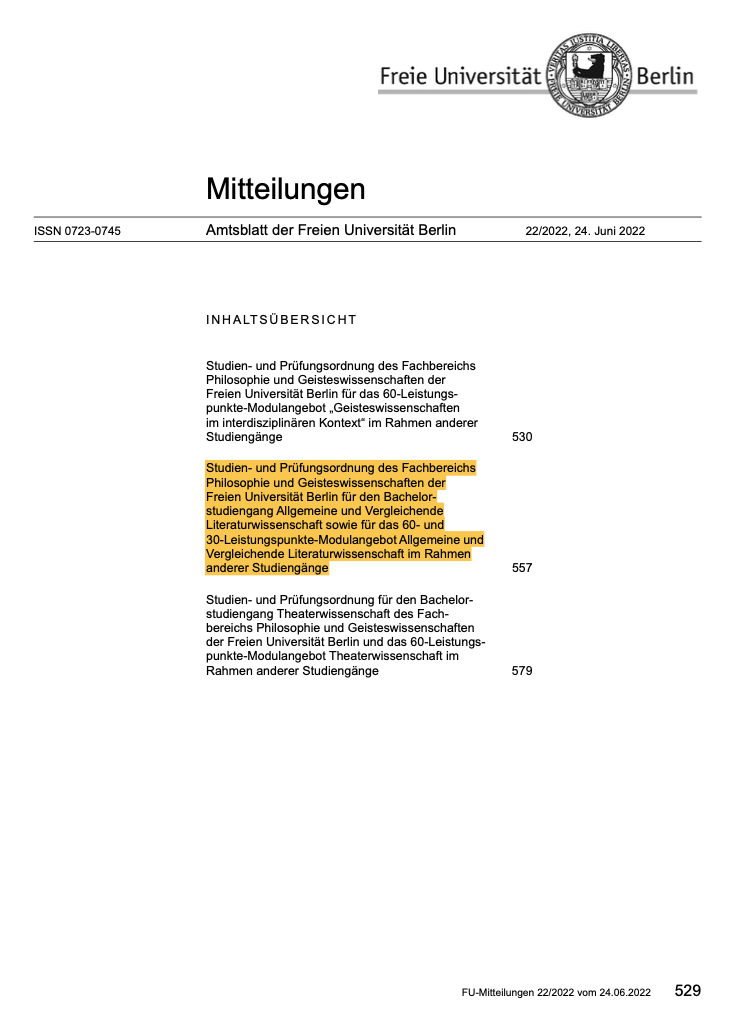 Freie Universität Berlin
VERITAS JUSTITIA LIBERTAS
FREIE UNIVERSITÄT BERLIN
Mitteilungen
ISSN 0723-0745 Amtsblatt der Freien Universität Berlin 22/2022, 24. Juni 2022
INHALTSÜBERSICHT
Studien- und Prüfungsordnung des Fachbereichs
Philosophie und Geisteswissenschaften der
Freien Universität Berlin für das 60-Leistungs-
punkte-Modulangebot „Geisteswissenschaften
im interdisziplinären Kontext“ im Rahmen anderer
Studiengänge 530
Studien- und Prüfungsordnung des Fachbereichs
Philosophie und Geisteswissenschaften der
Freien Universität Berlin für den Bachelor-
studiengang Allgemeine und Vergleichende
Literaturwissenschaft sowie für das 60- und
30-Leistungspunkte-Modulangebot Allgemeine und
Vergleichende Literaturwissenschaft im Rahmen
anderer Studiengänge 557
Studien- und Prüfungsordnung für den Bachelor-
studiengang Theaterwissenschaft des Fach-
bereichs Philosophie und Geisteswissenschaften
der Freien Universität Berlin und das 60-Leistungs-
punkte-Modulangebot Theaterwissenschaft im
Rahmen anderer Studiengänge 579
FU-Mitteilungen 22/2022 vom 24.06.2022 529